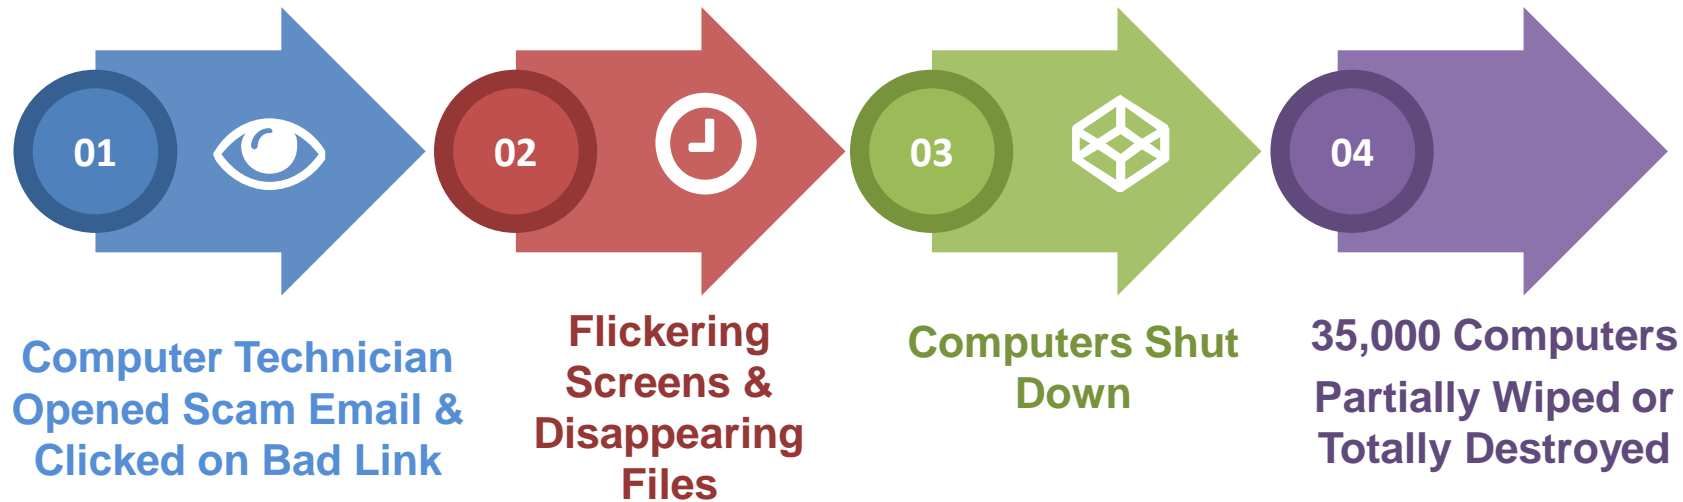 01
Computer Technician
Opened Scam Email &
Clicked on Bad Link
02
Flickering
Screens &
Disappearing
Files
03
Computers Shut
Down
04
35,000 Computers
Partially Wiped or
Totally Destroyed